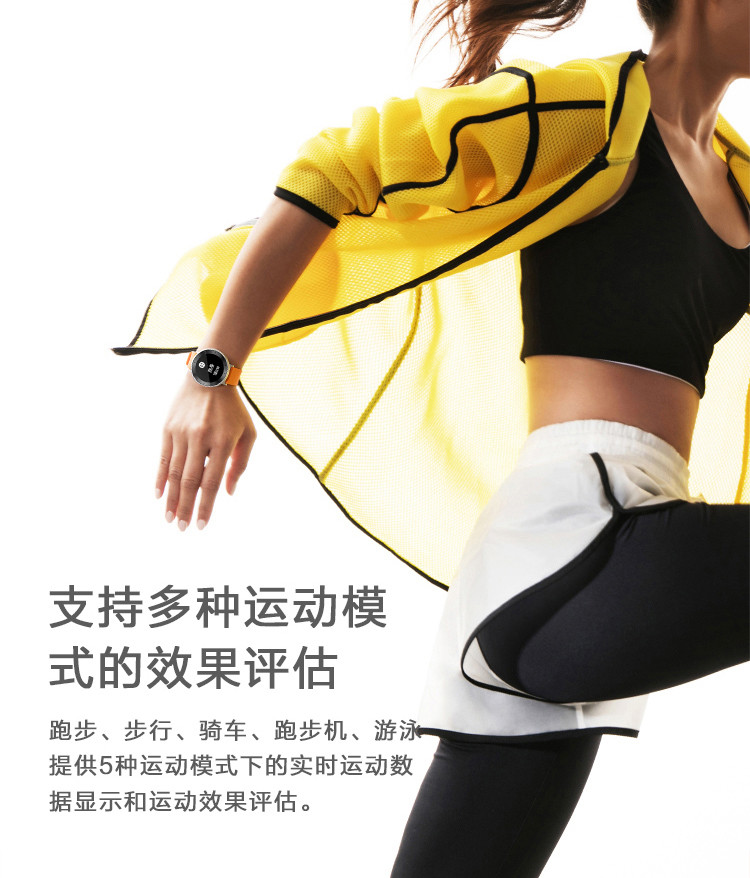 支持多种运动模
式的效果评估
跑步、步行、骑车、跑步机、游泳
提供5种运动模式下的实时运动数
据显示和运动效果评估。